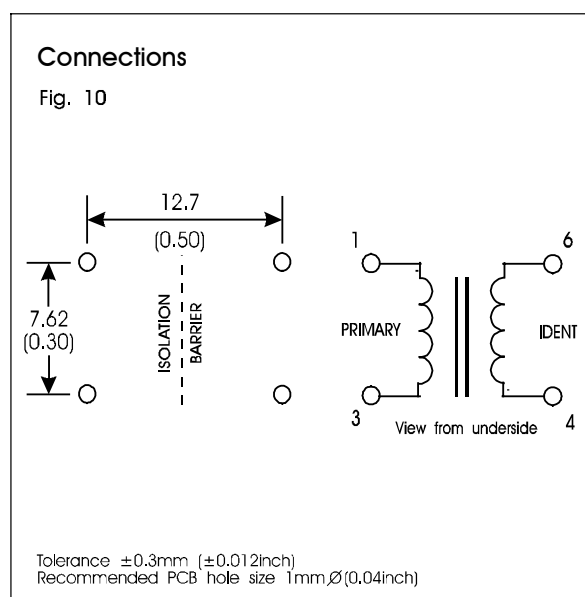 Connections
Fig. 10
12.7
(0.50)
7.62
(0.30)
ISOLATION
BARRIER
1
6
PRIMARY
IDENT
3
4
View from underside
Tolerance ±0.3mm (±0.012inch)
Recommended PCB hole size 1mm,Ø(0.04inch)